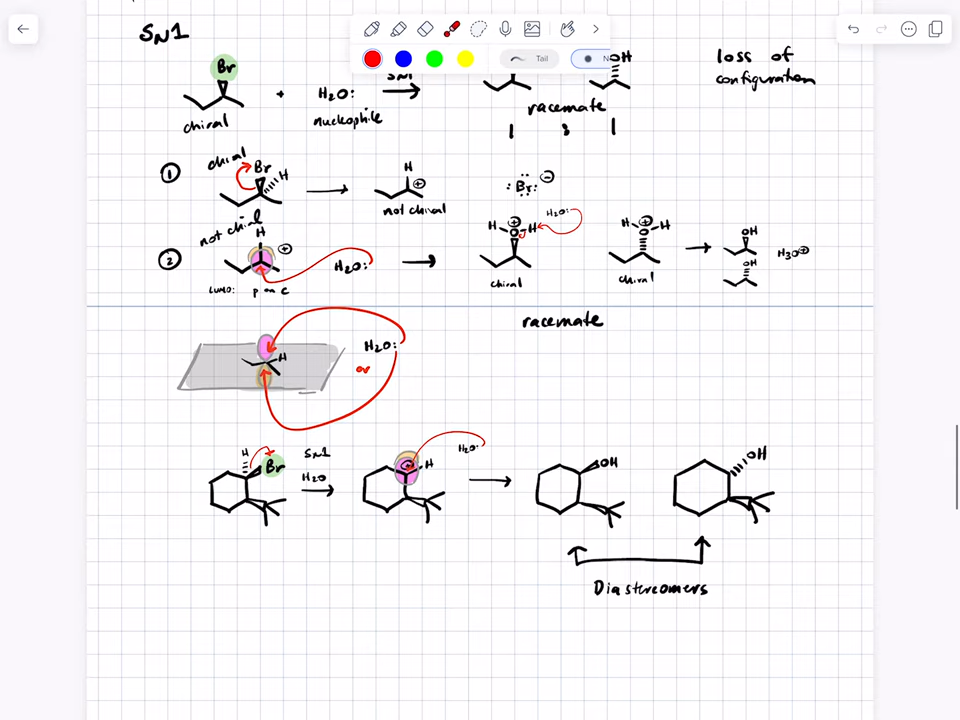 SN1
Tail
Br
OH
loss of
configuration
+ H2O: SN1
chiral nucleophile racemate
1 : 1
① chiral Br H H ⊕ :Br: ⊖
not chiral
② not chiral H ⊕ H2O: H ⊕ O H H2O: H ⊕ O H OH
OH H3O⊕
chiral chiral
LUMO: p on C
racemate
H H2O:
or
H Br SN1 H2O ⊕ H H2O: OH OH
Diastereomers